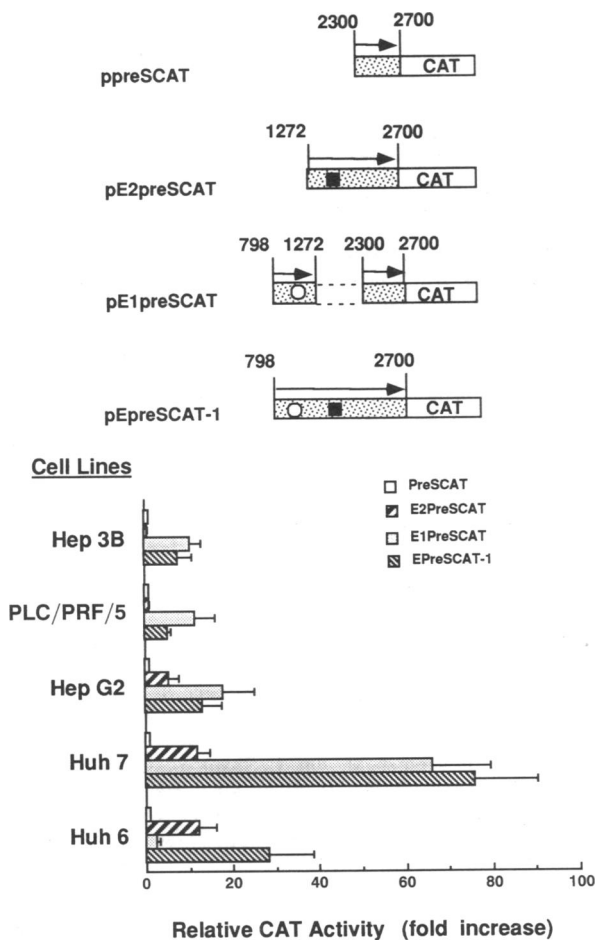 2300 2700
ppreSCAT CAT
1272 2700
pE2preSCAT CAT
798 1272 2300 2700
pE1preSCAT CAT
798 2700
pEpreSCAT-1 CAT
Cell Lines
PreSCAT
E2PreSCAT
E1PreSCAT
EPreSCAT-1
Hep 3B
PLC/PRF/5
Hep G2
Huh 7
Huh 6
0 20 40 60 80 100
Relative CAT Activity (fold increase)